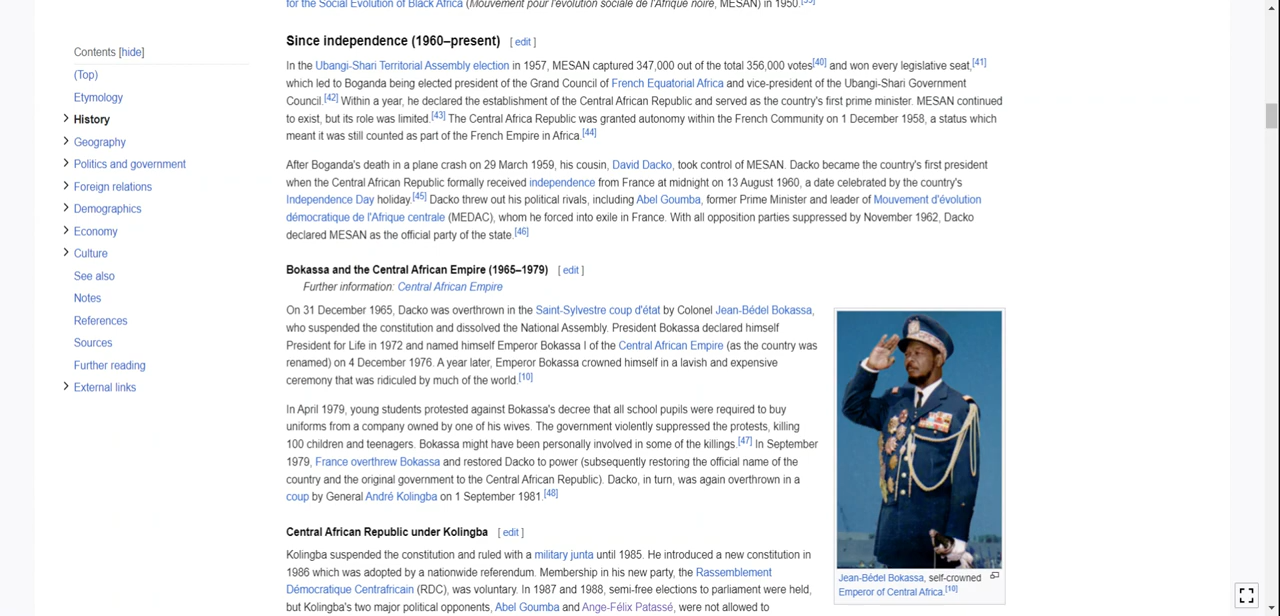 for the Social Evolution of Black Africa (Mouvement pour l'évolution sociale de l'Afrique noire, MESAN) in 1950.[35]
Contents [hide]
(Top)
Etymology
History
Geography
Politics and government
Foreign relations
Demographics
Economy
Culture
See also
Notes
References
Sources
Further reading
External links
Since independence (1960–present) [ edit ]
In the Ubangi-Shari Territorial Assembly election in 1957, MESAN captured 347,000 out of the total 356,000 votes[40] and won every legislative seat,[41]
which led to Boganda being elected president of the Grand Council of French Equatorial Africa and vice-president of the Ubangi-Shari Government
Council.[42] Within a year, he declared the establishment of the Central African Republic and served as the country's first prime minister. MESAN continued
to exist, but its role was limited.[43] The Central Africa Republic was granted autonomy within the French Community on 1 December 1958, a status which
meant it was still counted as part of the French Empire in Africa.[44]
After Boganda's death in a plane crash on 29 March 1959, his cousin, David Dacko, took control of MESAN. Dacko became the country's first president
when the Central African Republic formally received independence from France at midnight on 13 August 1960, a date celebrated by the country's
Independence Day holiday.[45] Dacko threw out his political rivals, including Abel Goumba, former Prime Minister and leader of Mouvement d'évolution
démocratique de l'Afrique centrale (MEDAC), whom he forced into exile in France. With all opposition parties suppressed by November 1962, Dacko
declared MESAN as the official party of the state.[46]
Bokassa and the Central African Empire (1965–1979) [ edit ]
Further information: Central African Empire
On 31 December 1965, Dacko was overthrown in the Saint-Sylvestre coup d'état by Colonel Jean-Bédel Bokassa,
who suspended the constitution and dissolved the National Assembly. President Bokassa declared himself
President for Life in 1972 and named himself Emperor Bokassa I of the Central African Empire (as the country was
renamed) on 4 December 1976. A year later, Emperor Bokassa crowned himself in a lavish and expensive
ceremony that was ridiculed by much of the world.[10]
In April 1979, young students protested against Bokassa's decree that all school pupils were required to buy
uniforms from a company owned by one of his wives. The government violently suppressed the protests, killing
100 children and teenagers. Bokassa might have been personally involved in some of the killings.[47] In September
1979, France overthrew Bokassa and restored Dacko to power (subsequently restoring the official name of the
country and the original government to the Central African Republic). Dacko, in turn, was again overthrown in a
coup by General André Kolingba on 1 September 1981.[48]
Jean-Bédel Bokassa, self-crowned
Emperor of Central Africa.[10]
Central African Republic under Kolingba [ edit ]
Kolingba suspended the constitution and ruled with a military junta until 1985. He introduced a new constitution in
1986 which was adopted by a nationwide referendum. Membership in his new party, the Rassemblement
Démocratique Centrafricain (RDC), was voluntary. In 1987 and 1988, semi-free elections to parliament were held,
but Kolingba's two major political opponents, Abel Goumba and Ange-Félix Patassé, were not allowed to